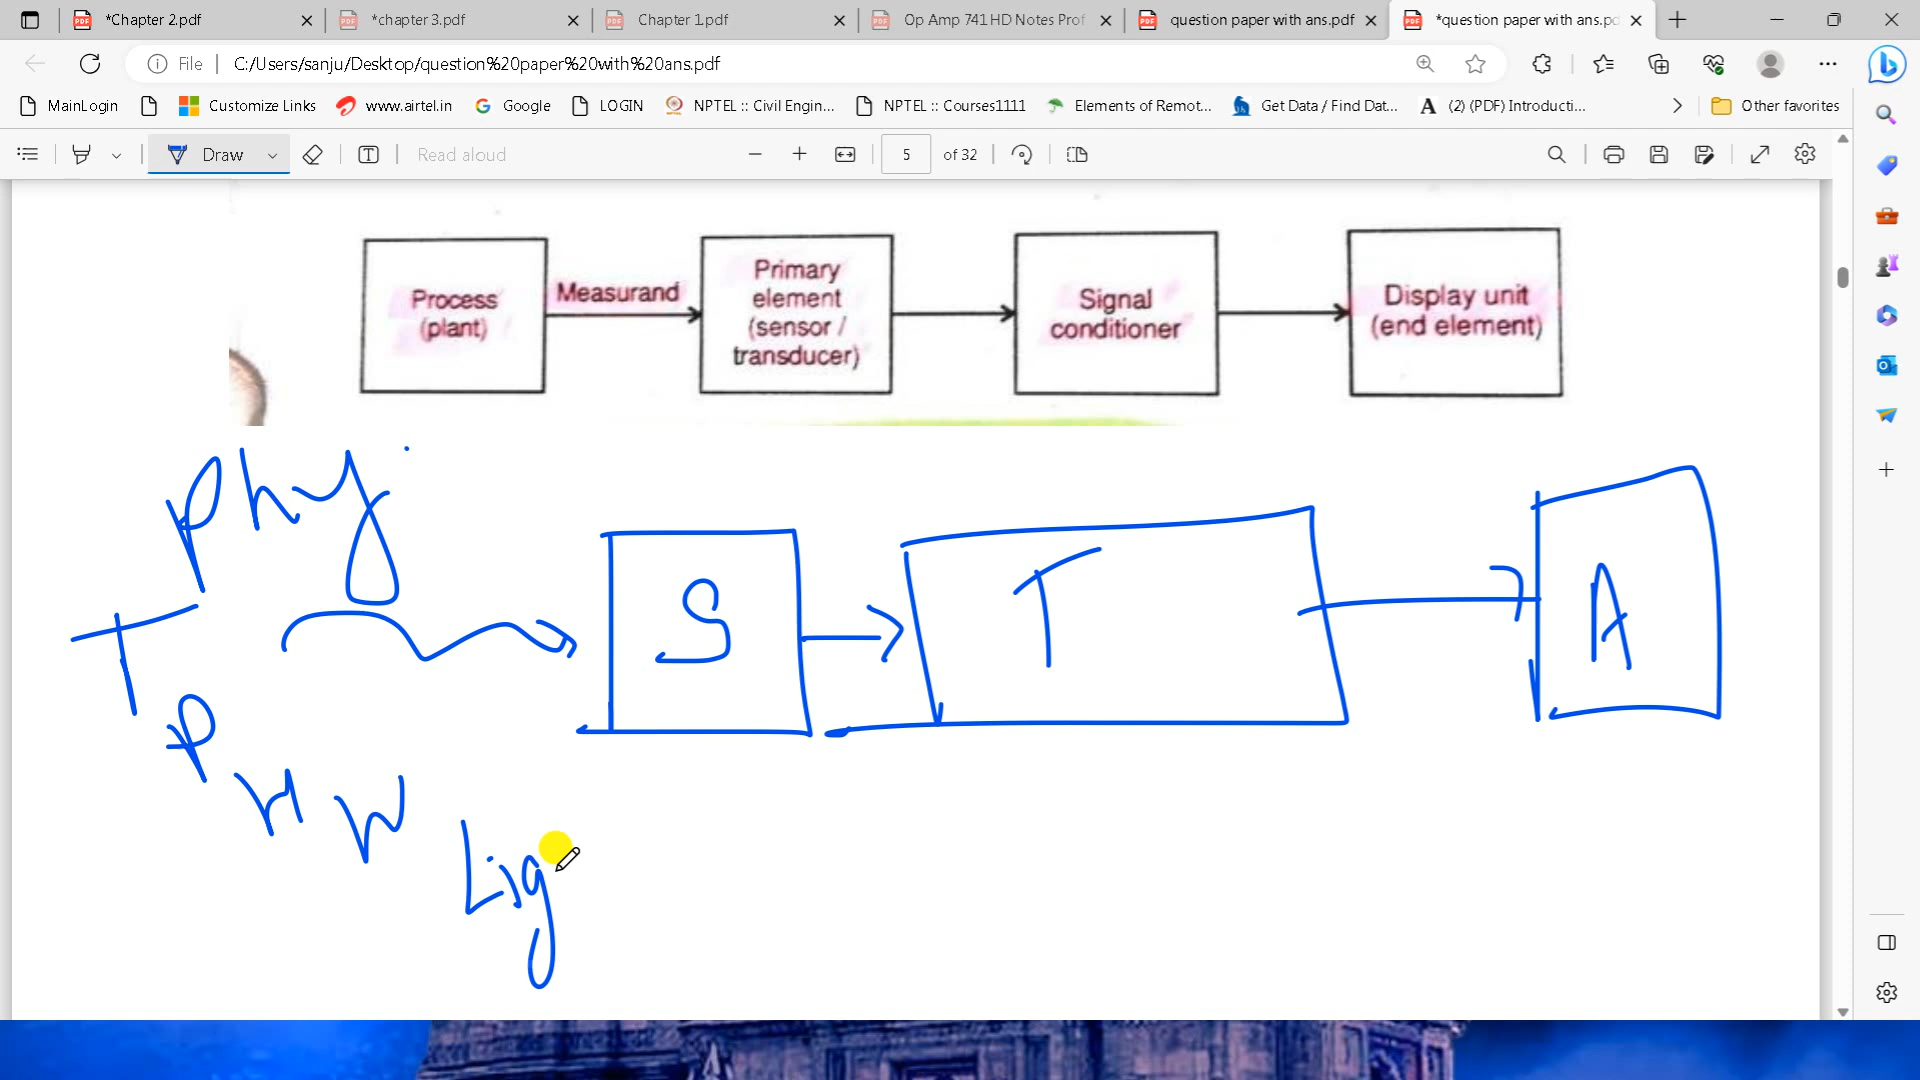 *Chapter 2.pdf
*chapter 3.pdf
Chapter 1.pdf
Op Amp 741 HD Notes Prof
question paper with ans.pdf
*question paper with ans.pd
File
C:/Users/sanju/Desktop/question%20paper%20with%20ans.pdf
MainLogin
Customize Links
www.airtel.in
Google
LOGIN
NPTEL :: Civil Engin...
NPTEL :: Courses1111
Elements of Remot...
Get Data / Find Dat...
(2) (PDF) Introducti...
Other favorites
Draw
Read aloud
5
of 32
Process
(plant)
Measurand
Primary
element
(sensor /
transducer)
Signal
conditioner
Display unit
(end element)
Phy
S
T
A
T
P
H
W
Lig